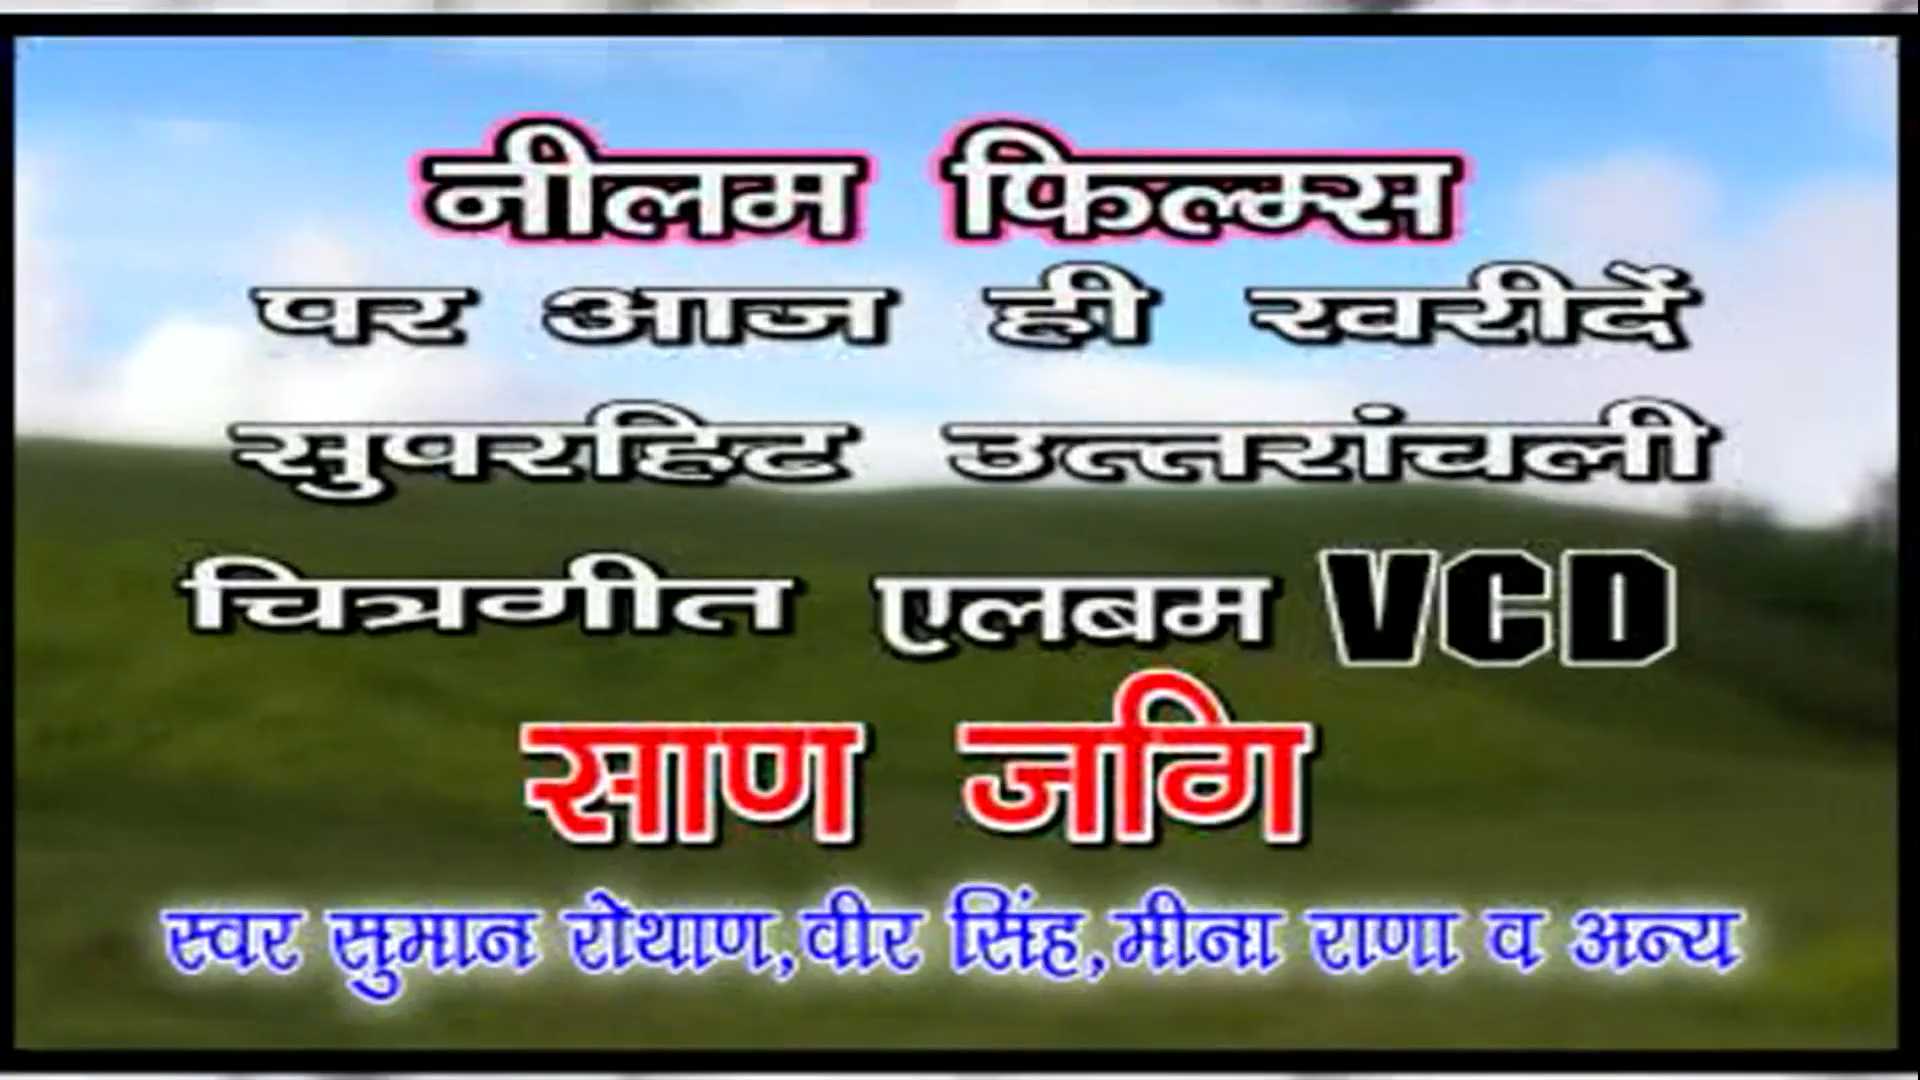 नीलम फिल्म्स
पर आज ही खरीदें
सुपरहिट उत्तरांचली
चित्रगीत एलबम VCD
साण जगि
स्वर सुमान रोथाण,वीर सिंह,मीना राणा व अन्य